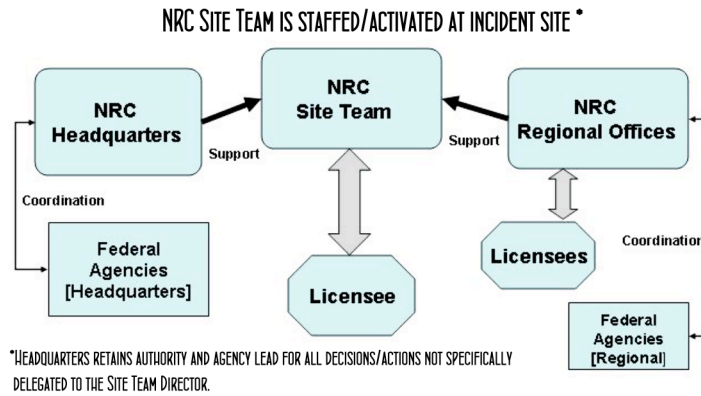 NRC SITE TEAM IS STAFFED/ACTIVATED AT INCIDENT SITE *
NRC
Headquarters
NRC
Site Team
NRC
Regional Offices
Support
Support
Coordination
Federal
Agencies
[Headquarters]
Licensee
Licensees
Coordination
Federal
Agencies
[Regional]
*HEADQUARTERS RETAINS AUTHORITY AND AGENCY LEAD FOR ALL DECISIONS/ACTIONS NOT SPECIFICALLY
DELEGATED TO THE SITE TEAM DIRECTOR.